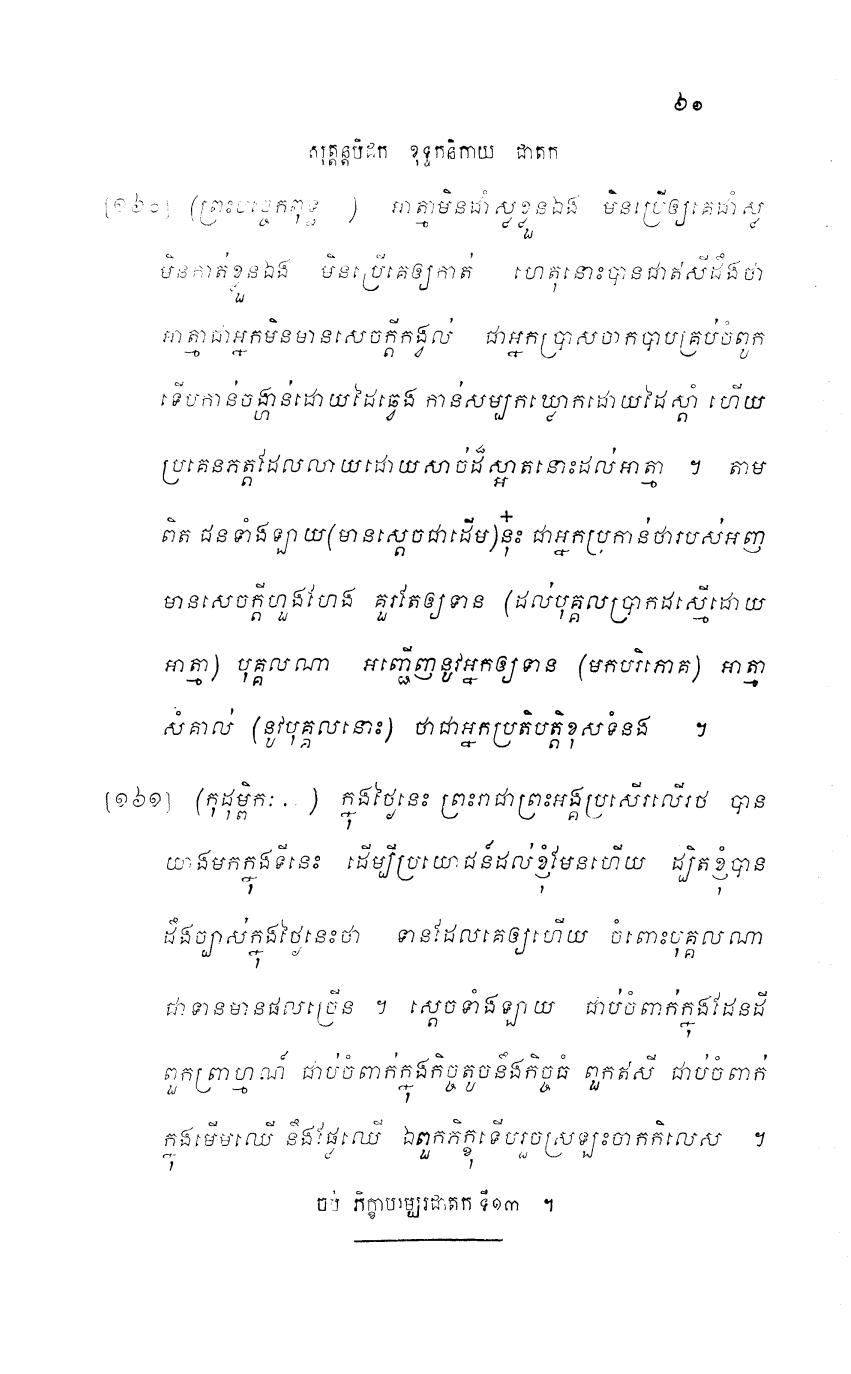 ៦១
សុត្តន្តបិដក ខុទ្ទកនិកាយ ជាតក
[១៦០] (ព្រះបច្ចេកពុទ្ធ ) អាត្មាមិនដាំស្លខ្លួនឯង មិនប្រើឲ្យគេដាំស្ល
មិនកាត់ខ្លួនឯង មិនប្រើគេឲ្យកាត់ ហេតុនោះបានជាឥសីដឹងថា
អាត្មាជាអ្នកមិនមានសេចក្តីកង្វល់ ជាអ្នកប្រាសចាកបាបគ្រប់ចំពូក
ទើបកាន់ចង្ហាន់ដោយដៃឆ្វេង កាន់សម្បកឃ្លោកដោយដៃស្តាំ ហើយ
ប្រគេនភត្តដែលលាយដោយសាច់ដ៏ស្អាតនោះដល់អាត្មា ។ តាម
ពិត ជនទាំងឡាយ(មានស្តេចជាដើម)នុ៎ះ ជាអ្នកប្រកាន់ថារបស់អញ
មានសេចក្តីហួងហែង គួរតែឲ្យទាន (ដល់បុគ្គលប្រាកដស្មើដោយ
អាត្មា) បុគ្គលណា អញ្ជើញនូវអ្នកឲ្យទាន (មកបរិភោគ) អាត្មា
សំគាល់ (នូវបុគ្គលនោះ) ថាជាអ្នកប្រតិបត្តិខុសទំនង ។
[១៦១] (កុដុម្ពិកៈ .. ) ក្នុងថ្ងៃនេះ ព្រះរាជាព្រះអង្គប្រសើរលើរថ បាន
យាងមកក្នុងទីនេះ ដើម្បីប្រយោជន៍ដល់ខ្ញុំមែនហើយ ដ្បិតខ្ញុំបាន
ដឹងច្បាស់ក្នុងថ្ងៃនេះថា ទានដែលគេឲ្យហើយ ចំពោះបុគ្គលណា
ជាទានមានផលច្រើន ។ ស្តេចទាំងឡាយ ជាប់ចំពាក់ក្នុងដែនដី
ពួកព្រាហ្មណ៍ ជាប់ចំពាក់ក្នុងកិច្ចតូចនឹងកិច្ចធំ ពួកឥសី ជាប់ចំពាក់
ក្នុងមើមឈើ នឹងផ្លែឈើ ឯពួកភិក្ខុទើបរួចស្រឡះចាកកិលេស ។
ចប់ ភិក្ខាបរម្បរជាតក ទី១៣ ។